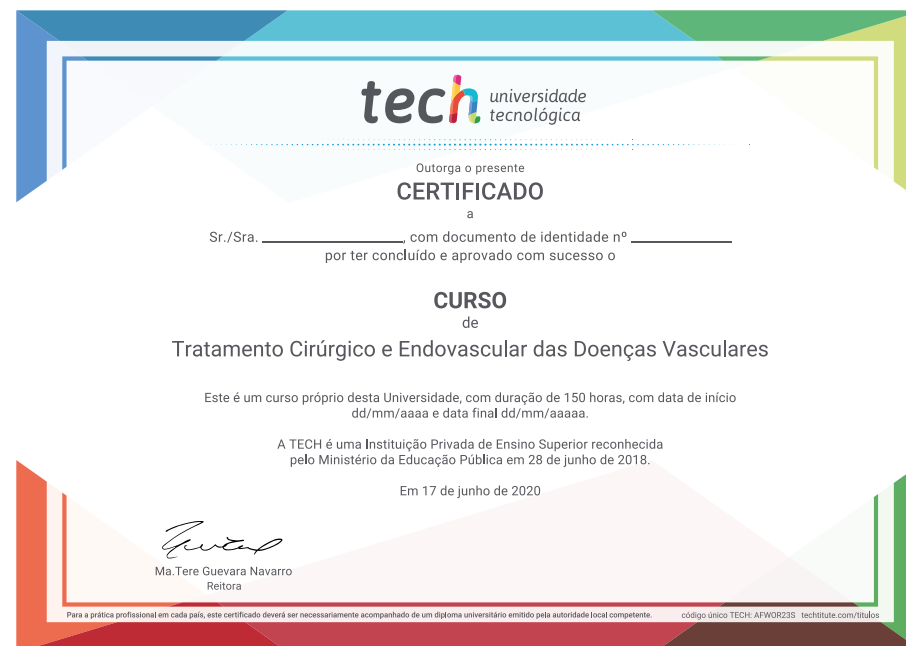 tech universidade
tecnológica
Outorga o presente
CERTIFICADO
a
Sr./Sra. ______________, com documento de identidade nº __________
por ter concluído e aprovado com sucesso o
CURSO
de
Tratamento Cirúrgico e Endovascular das Doenças Vasculares
Este é um curso próprio desta Universidade, com duração de 150 horas, com data de início
dd/mm/aaaa e data final dd/mm/aaaaa.
A TECH é uma Instituição Privada de Ensino Superior reconhecida
pelo Ministério da Educação Pública em 28 de junho de 2018.
Em 17 de junho de 2020
Ma.Tere Guevara Navarro
Reitora
Para a prática profissional em cada país, este certificado deverá ser necessariamente acompanhado de um diploma universitário emitido pela autoridade local competente. código único TECH: AFWOR23S techtitute.com/titulos